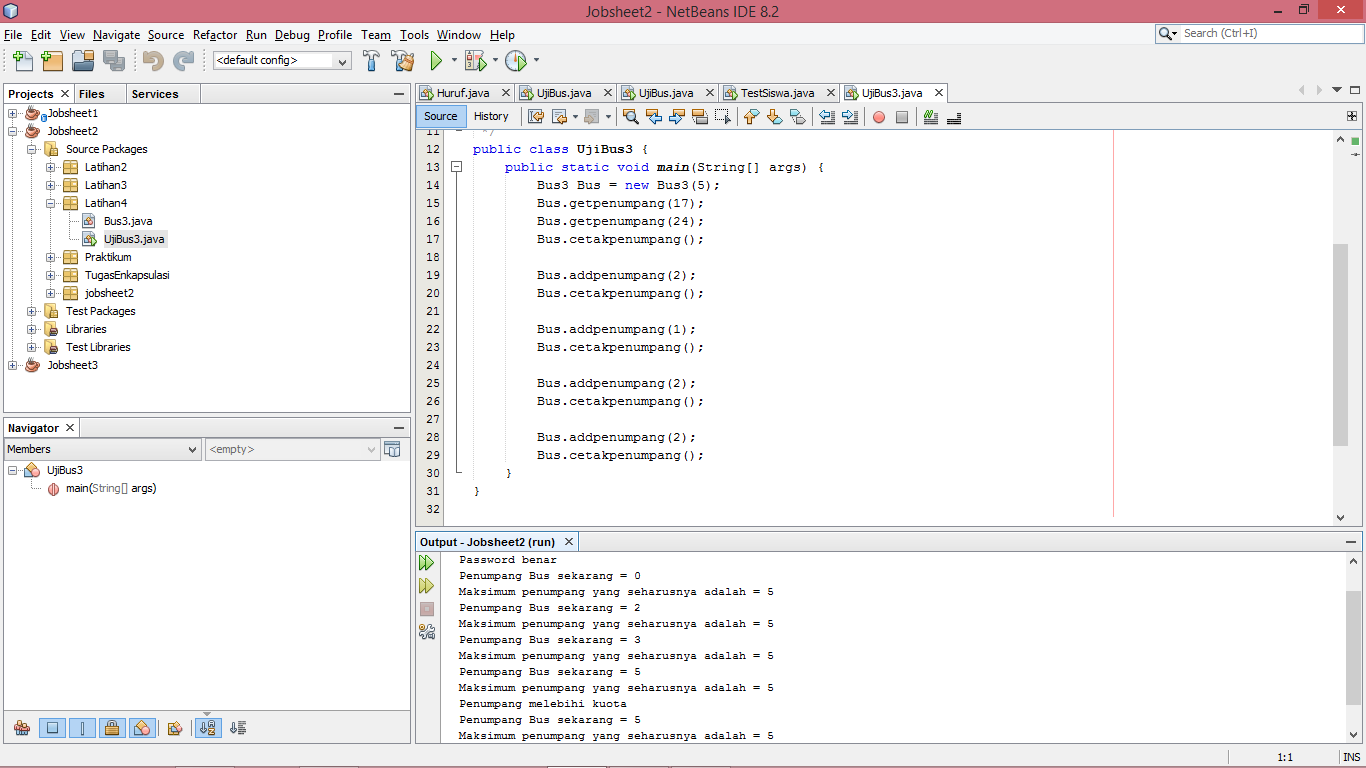 Jobsheet2 - NetBeans IDE 8.2
File Edit View Navigate Source Refactor Run Debug Profile Team Tools Window Help
Search (Ctrl+I)
<default config>
Projects Files Services
Jobsheet1
Jobsheet2
Source Packages
Latihan2
Latihan3
Latihan4
Bus3.java
UjiBus3.java
Praktikum
TugasEnkapsulasi
jobsheet2
Test Packages
Libraries
Test Libraries
Jobsheet3
Navigator
Members <empty>
UjiBus3
main(String[] args)
Huruf.java UjiBus.java UjiBus.java TestSiswa.java UjiBus3.java
Source History
11 */
12 public class UjiBus3 {
13 public static void main(String[] args) {
14 Bus3 Bus = new Bus3(5);
15 Bus.getpenumpang(17);
16 Bus.getpenumpang(24);
17 Bus.cetakpenumpang();
18
19 Bus.addpenumpang(2);
20 Bus.cetakpenumpang();
21
22 Bus.addpenumpang(1);
23 Bus.cetakpenumpang();
24
25 Bus.addpenumpang(2);
26 Bus.cetakpenumpang();
27
28 Bus.addpenumpang(2);
29 Bus.cetakpenumpang();
30 }
31 }
32
Output - Jobsheet2 (run)
Password benar
Penumpang Bus sekarang = 0
Maksimum penumpang yang seharusnya adalah = 5
Penumpang Bus sekarang = 2
Maksimum penumpang yang seharusnya adalah = 5
Penumpang Bus sekarang = 3
Maksimum penumpang yang seharusnya adalah = 5
Penumpang Bus sekarang = 5
Maksimum penumpang yang seharusnya adalah = 5
Penumpang melebihi kuota
Penumpang Bus sekarang = 5
Maksimum penumpang yang seharusnya adalah = 5
1:1 INS